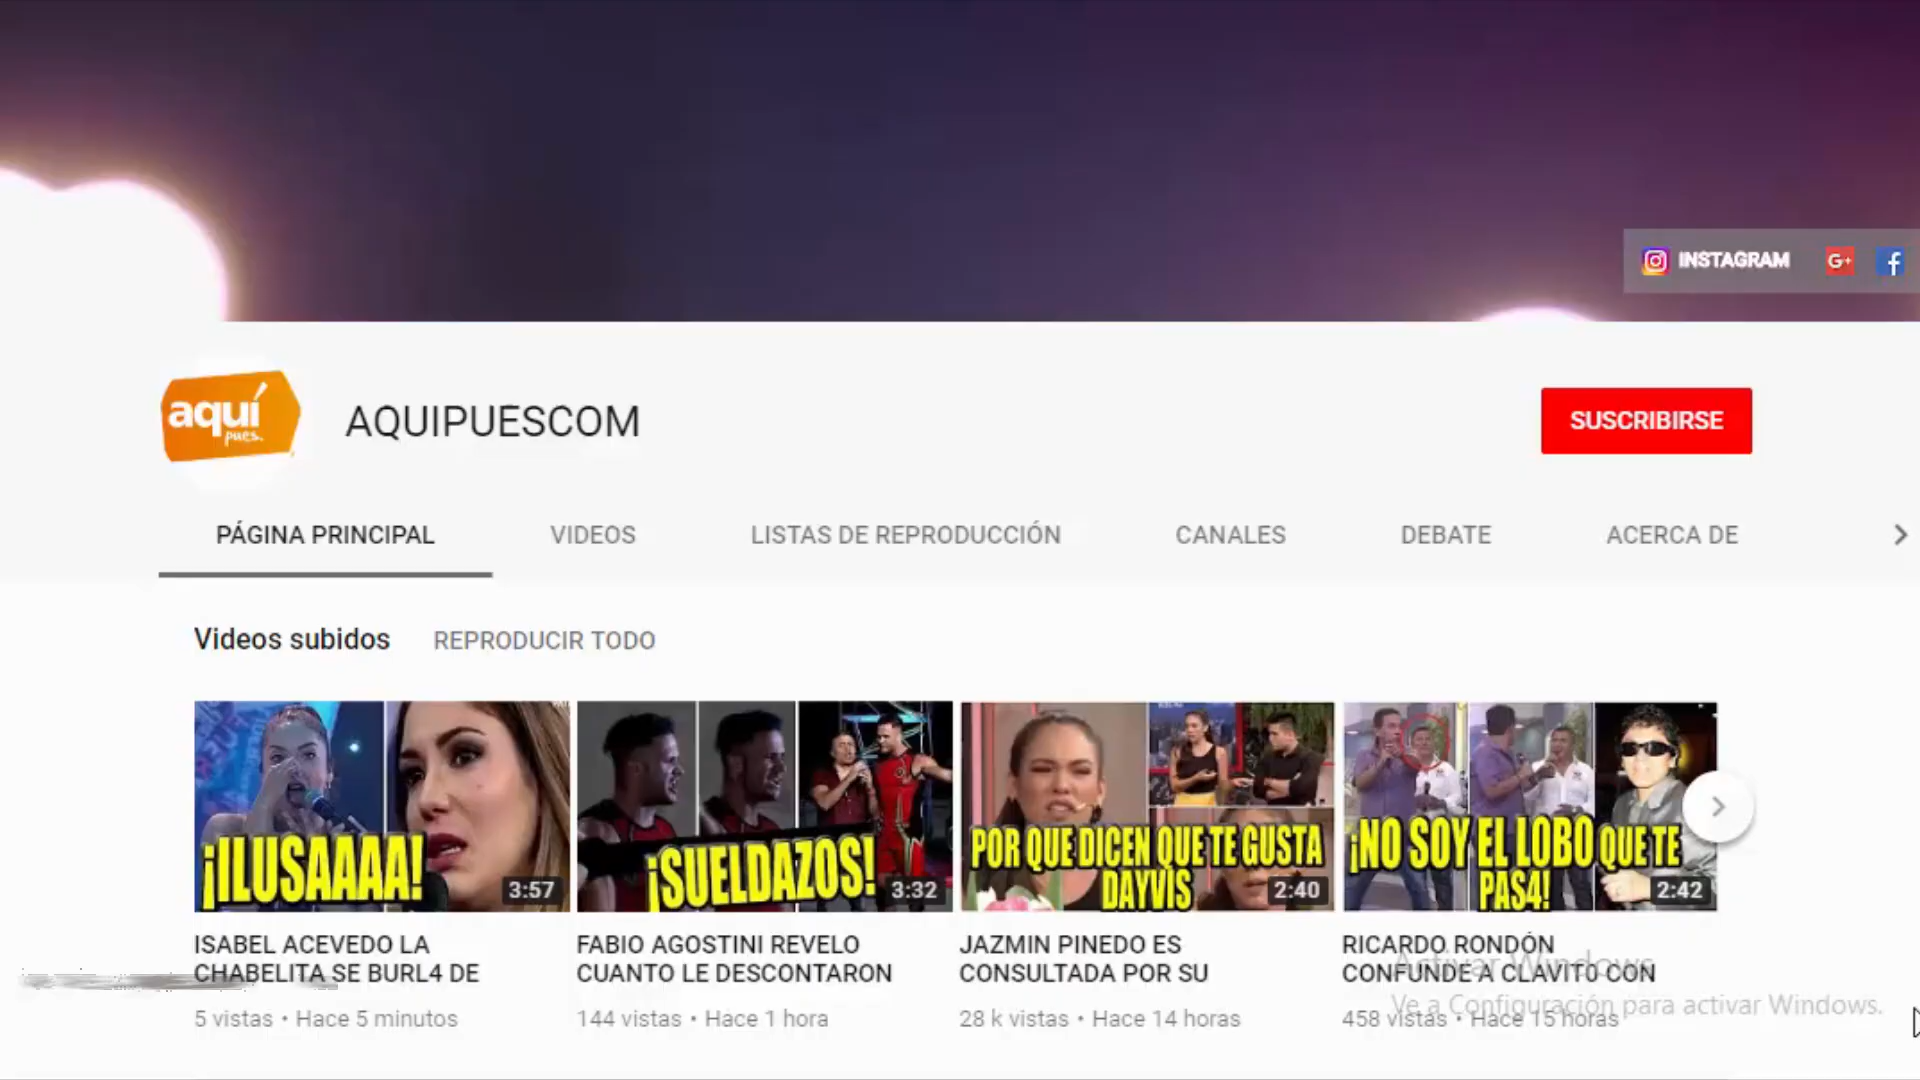 INSTAGRAM
G+
f
aquí
pues.
AQUIPUESCOM
SUSCRIBIRSE
PÁGINA PRINCIPAL
VIDEOS
LISTAS DE REPRODUCCIÓN
CANALES
DEBATE
ACERCA DE
Videos subidos
REPRODUCIR TODO
¡ILUSAAAA!
3:57
¡SUELDAZOS!
3:32
POR QUE DICEN QUE TE GUSTA
DAYVIS
2:40
¡NO SOY EL LOBO QUE TE
PAS4!
2:42
ISABEL ACEVEDO LA
CHABELITA SE BURL4 DE
5 vistas • Hace 5 minutos
FABIO AGOSTINI REVELO
CUANTO LE DESCONTARON
144 vistas • Hace 1 hora
JAZMIN PINEDO ES
CONSULTADA POR SU
28 k vistas • Hace 14 horas
RICARDO RONDÓN
CONFUNDE A CLAVIT0 CON
458 vistas • Hace 15 horas
Activar Windows
Ve a Configuración para activar Windows.